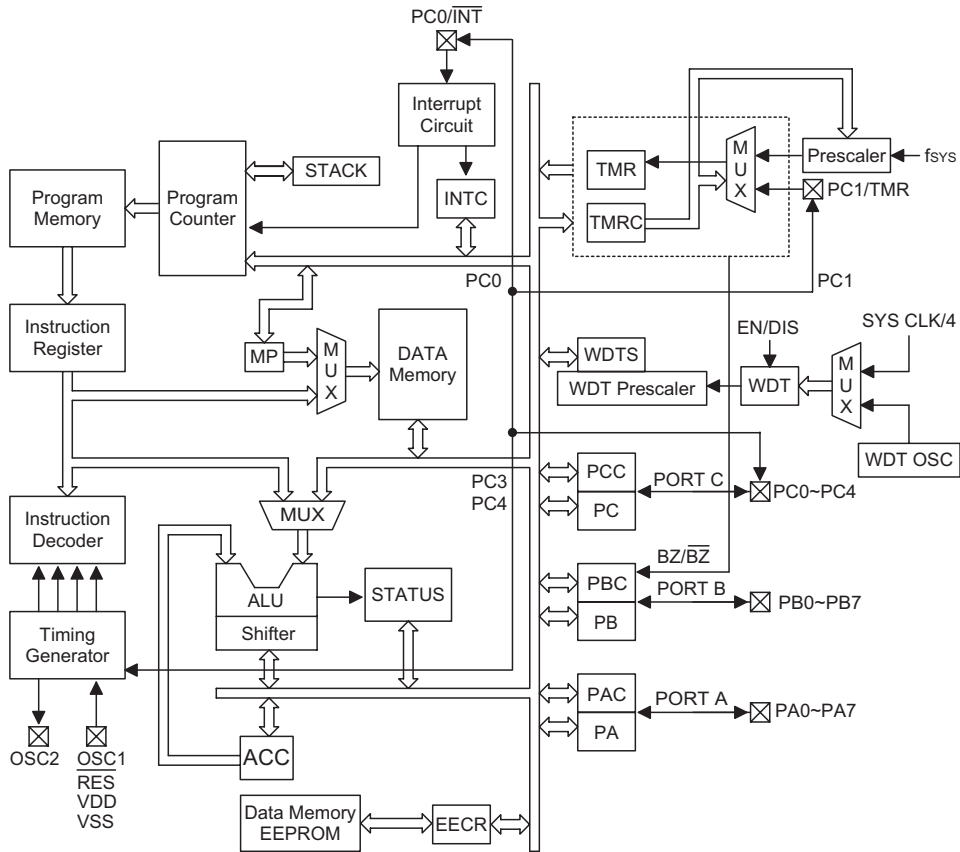 PC0/INT
Interrupt
Circuit
STACK
INTC
Program
Memory
Program
Counter
TMR
TMRC
M
U
X
Prescaler
fSYS
PC1/TMR
PC0
PC1
Instruction
Register
MP
M
U
X
DATA
Memory
EN/DIS
SYS CLK/4
WDTS
WDT Prescaler
WDT
M
U
X
WDT OSC
PC3
PC4
PCC
PC
PORT C
PC0~PC4
MUX
Instruction
Decoder
BZ/BZ
ALU
Shifter
STATUS
PBC
PB
PORT B
PB0~PB7
Timing
Generator
PAC
PA
PORT A
PA0~PA7
OSC2
OSC1
RES
VDD
VSS
ACC
Data Memory
EEPROM
EECR